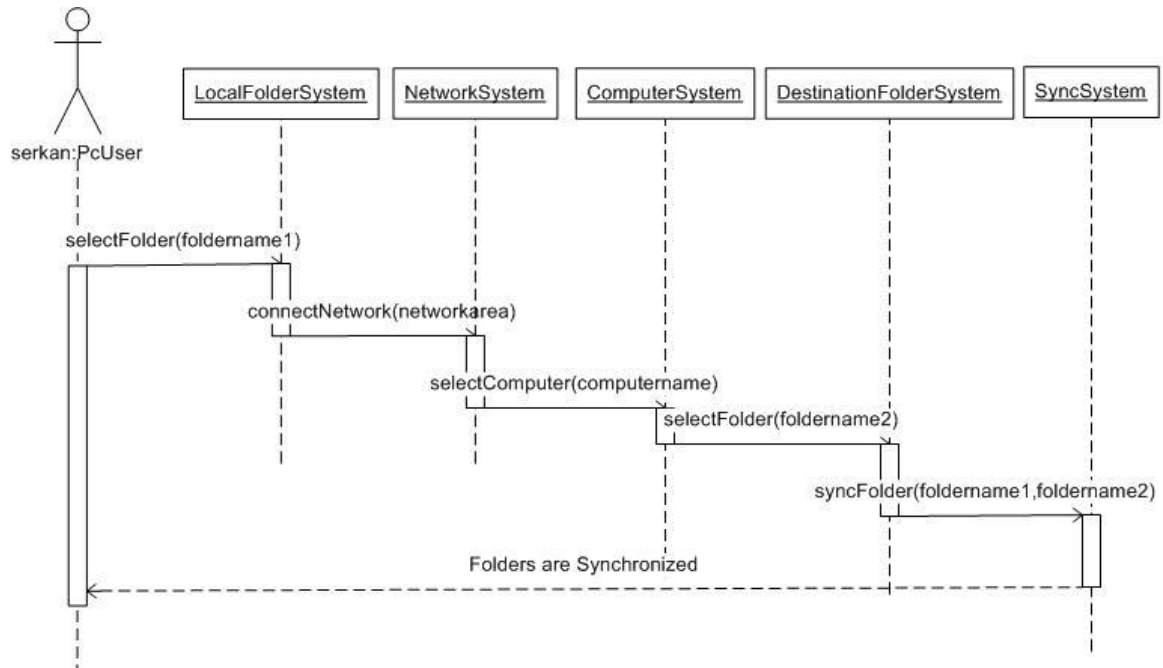 LocalFolderSystem
NetworkSystem
ComputerSystem
DestinationFolderSystem
SyncSystem
serkan:PcUser
selectFolder(foldername1)
connectNetwork(networkarea)
selectComputer(computername)
selectFolder(foldername2)
syncFolder(foldername1,foldername2)
Folders are Synchronized